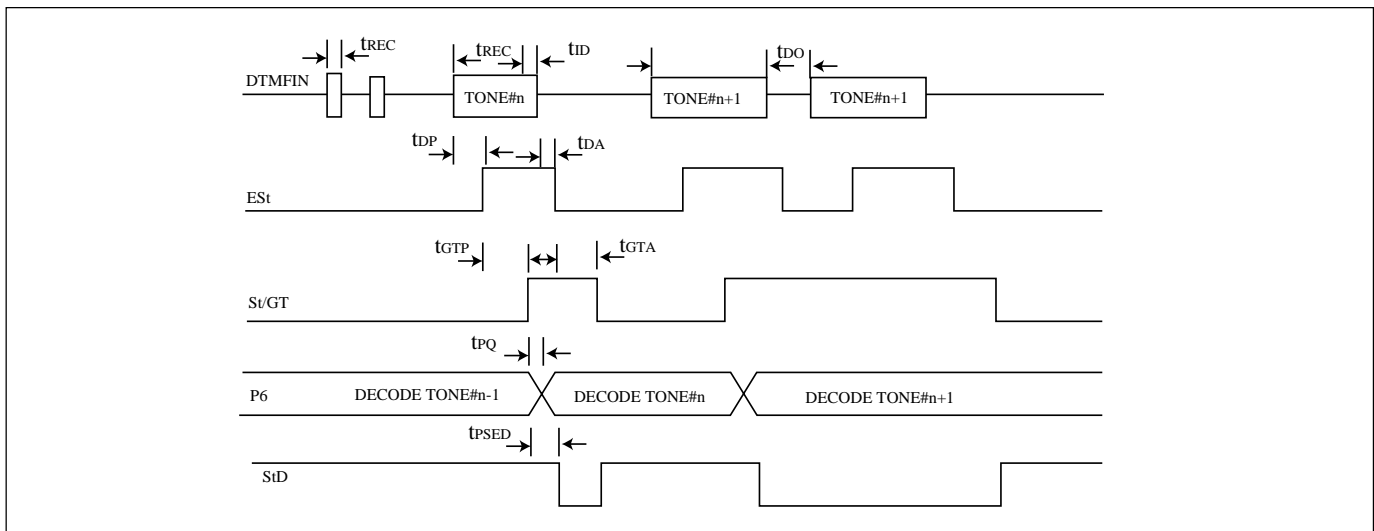 tREC
tREC
tID
tDO
DTMFIN
TONE#n
TONE#n+1
TONE#n+1
tDP
tDA
ESt
tGTP
tGTA
St/GT
tPQ
P6
DECODE TONE#n-1
DECODE TONE#n
DECODE TONE#n+1
tPSED
StD